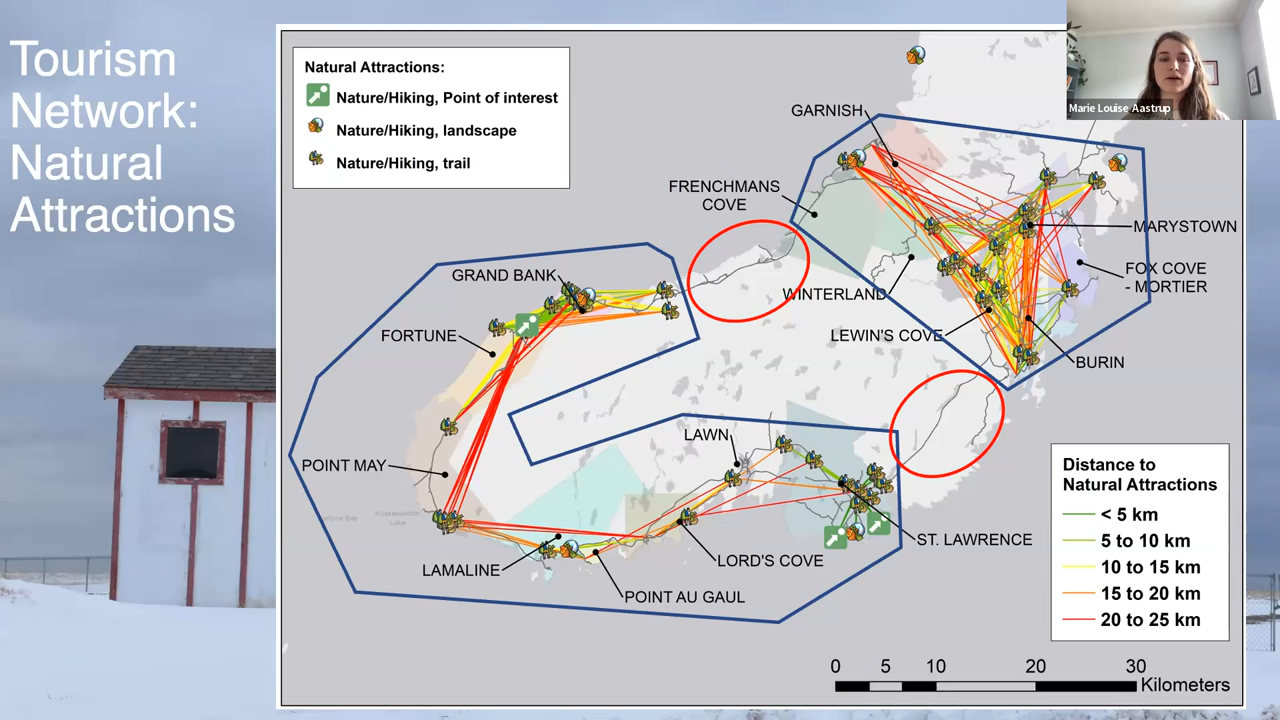 Tourism
Network:
Natural
Attractions
Natural Attractions:
Nature/Hiking, Point of interest
Nature/Hiking, landscape
Nature/Hiking, trail
Marie Louise Aastrup
GARNISH
FRENCHMANS
COVE
MARYSTOWN
GRAND BANK
FOX COVE
- MORTIER
WINTERLAND
FORTUNE
LEWIN'S COVE
BURIN
LAWN
POINT MAY
ST. LAWRENCE
LORD'S COVE
LAMALINE
POINT AU GAUL
Distance to
Natural Attractions
< 5 km
5 to 10 km
10 to 15 km
15 to 20 km
20 to 25 km
0 5 10 20 30
Kilometers